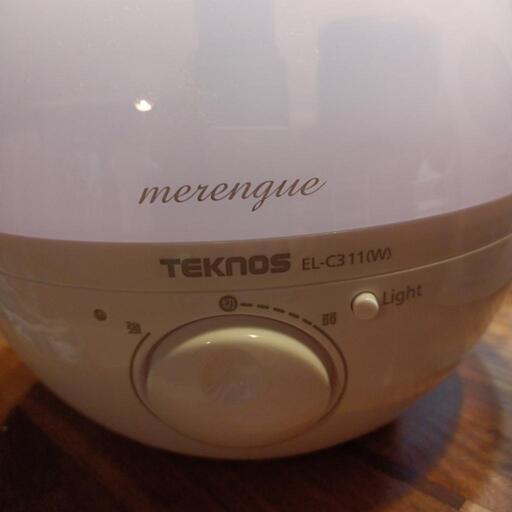 merengue
TEKNOS EL-C311(W)
切
強 弱 Light